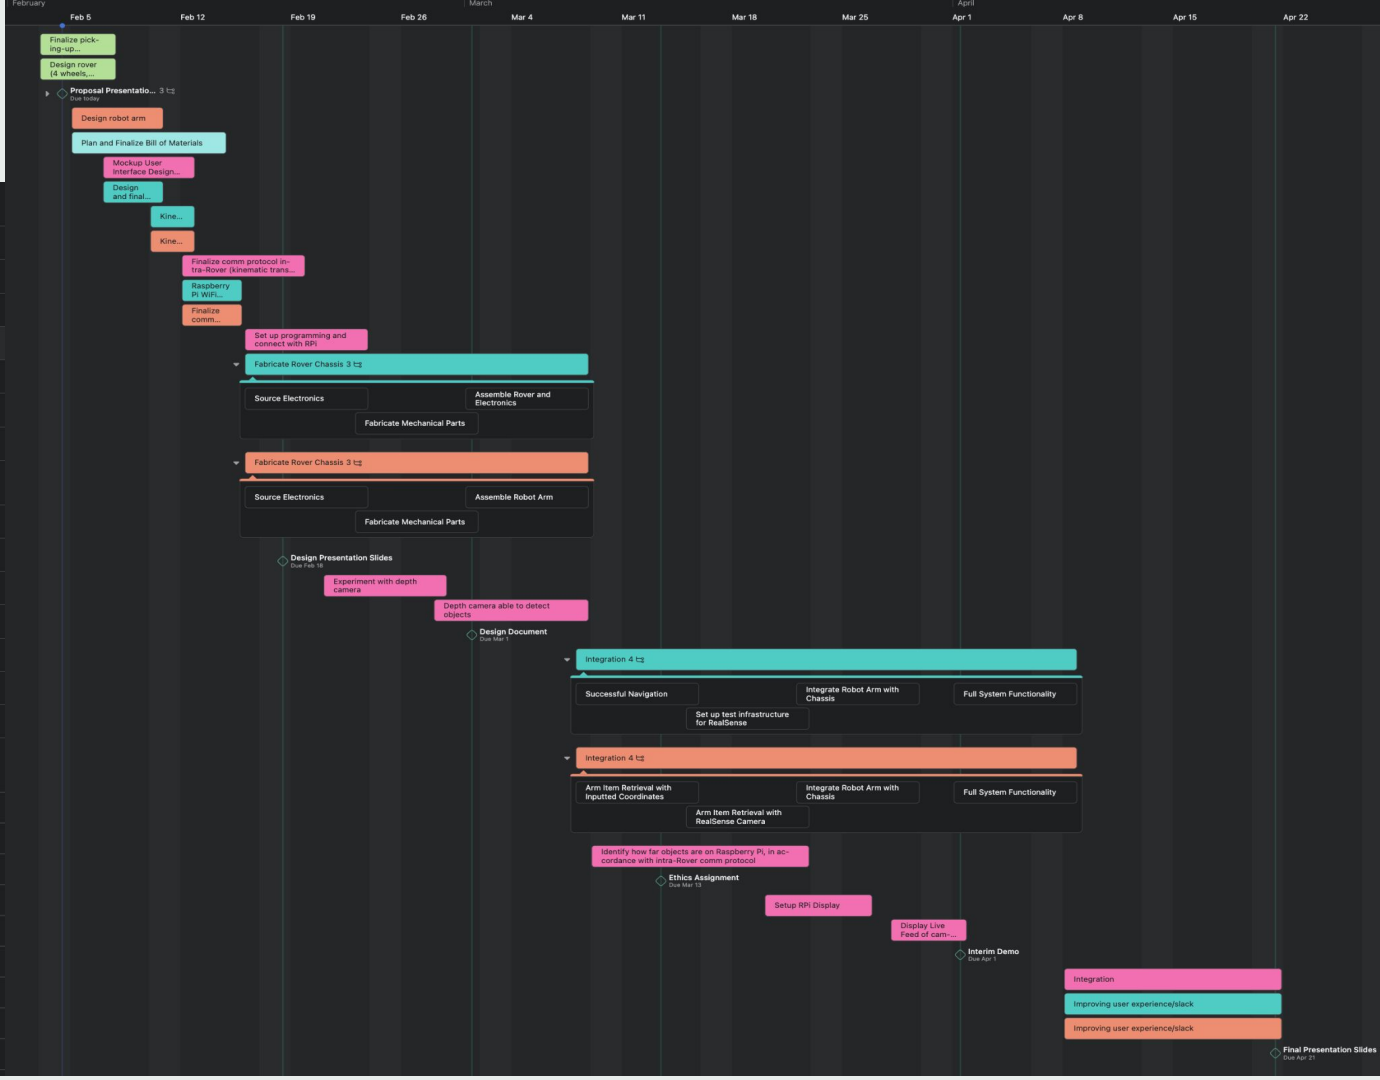 February
March
April
Feb 5
Feb 12
Feb 19
Feb 26
Mar 4
Mar 11
Mar 18
Mar 25
Apr 1
Apr 8
Apr 15
Apr 22
Finalize pick-
ing-up...
Design rover
(4 wheels,...
Proposal Presentatio... 3
Due today
Design robot arm
Plan and Finalize Bill of Materials
Mockup User
Interface Design...
Design
and final...
Kine...
Kine...
Finalize comm protocol in-
tra-Rover (kinematic trans...
Raspberry
Pi WiFi...
Finalize
comm...
Set up programming and
connect with RPi
Fabricate Rover Chassis 3
Source Electronics
Assemble Rover and
Electronics
Fabricate Mechanical Parts
Fabricate Rover Chassis 3
Source Electronics
Assemble Robot Arm
Fabricate Mechanical Parts
Design Presentation Slides
Due Feb 18
Experiment with depth
camera
Depth camera able to detect
objects
Design Document
Due Mar 1
Integration 4
Successful Navigation
Integrate Robot Arm with
Chassis
Full System Functionality
Set up test infrastructure
for RealSense
Integration 4
Arm Item Retrieval with
Inputted Coordinates
Integrate Robot Arm with
Chassis
Full System Functionality
Arm Item Retrieval with
RealSense Camera
Identify how far objects are on Raspberry Pi, in ac-
cordance with intra-Rover comm protocol
Ethics Assignment
Due Mar 13
Setup RPi Display
Display Live
Feed of cam-...
Interim Demo
Due Apr 1
Integration
Improving user experience/slack
Improving user experience/slack
Final Presentation Slides
Due Apr 21